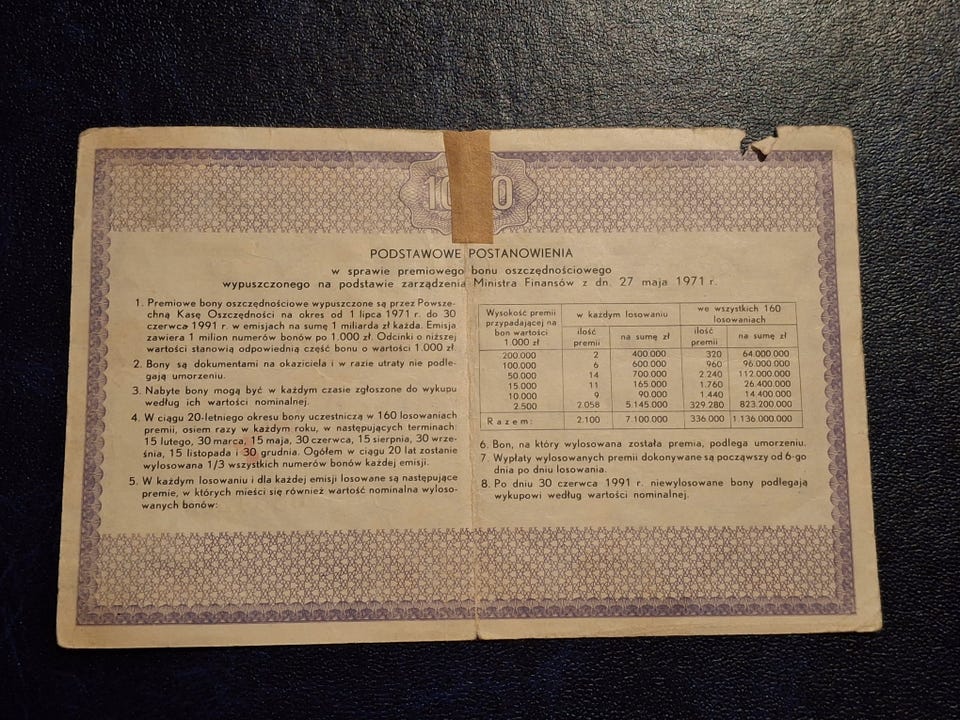 PODSTAWOWE POSTANOWIENIA
w sprawie premiowego bonu oszczędnościowego
wypuszczonego na podstawie zarządzenia Ministra Finansów z dn. 27 maja 1971 r.
1. Premiowe bony oszczędnościowe wypuszczone są przez Powsze-
chną Kasę Oszczędności na okres od 1 lipca 1971 r. do 30
czerwca 1991 r. w emisjach na sumę 1 miliarda zł każda. Emisja
zawiera 1 milion numerów bonów po 1.000 zł. Odcinki o niższej
wartości stanowią odpowiednią część bonu o wartości 1.000 zł.
2. Bony są dokumentami na okaziciela i w razie utraty nie podle-
gają umorzeniu.
3. Nabyte bony mogą być w każdym czasie zgłoszone do wykupu
według ich wartości nominalnej.
4. W ciągu 20-letniego okresu bony uczestniczą w 160 losowaniach
premii, osiem razy w każdym roku, w następujących terminach:
15 lutego, 30 marca, 15 maja, 30 czerwca, 15 sierpnia, 30 wrze-
śnia, 15 listopada i 30 grudnia. Ogółem w ciągu 20 lat zostanie
wylosowana 1/3 wszystkich numerów bonów każdej emisji.
5. W każdym losowaniu i dla każdej emisji losowane są następujące
premie, w których mieści się również wartość nominalna wyloso-
wanych bonów:
Wysokość premii przypadającej na bon wartości 1.000 zł
w każdym losowaniu
we wszystkich 160 losowaniach
ilość premii
na sumę zł
ilość premii
na sumę zł
200.000 2 400.000 320 64.000.000
100.000 6 600.000 960 96.000.000
50.000 14 700.000 2.240 112.000.000
15.000 11 165.000 1.760 26.400.000
10.000 9 90.000 1.440 14.400.000
2.500 2.058 5.145.000 329.280 823.200.000
Razem: 2.100 7.100.000 336.000 1.136.000.000
6. Bon, na który wylosowana została premia, podlega umorzeniu.
7. Wypłaty wylosowanych premii dokonywane są począwszy od 6-go
dnia po dniu losowania.
8. Po dniu 30 czerwca 1991 r. niewylosowane bony podlegają
wykupowi według wartości nominalnej.